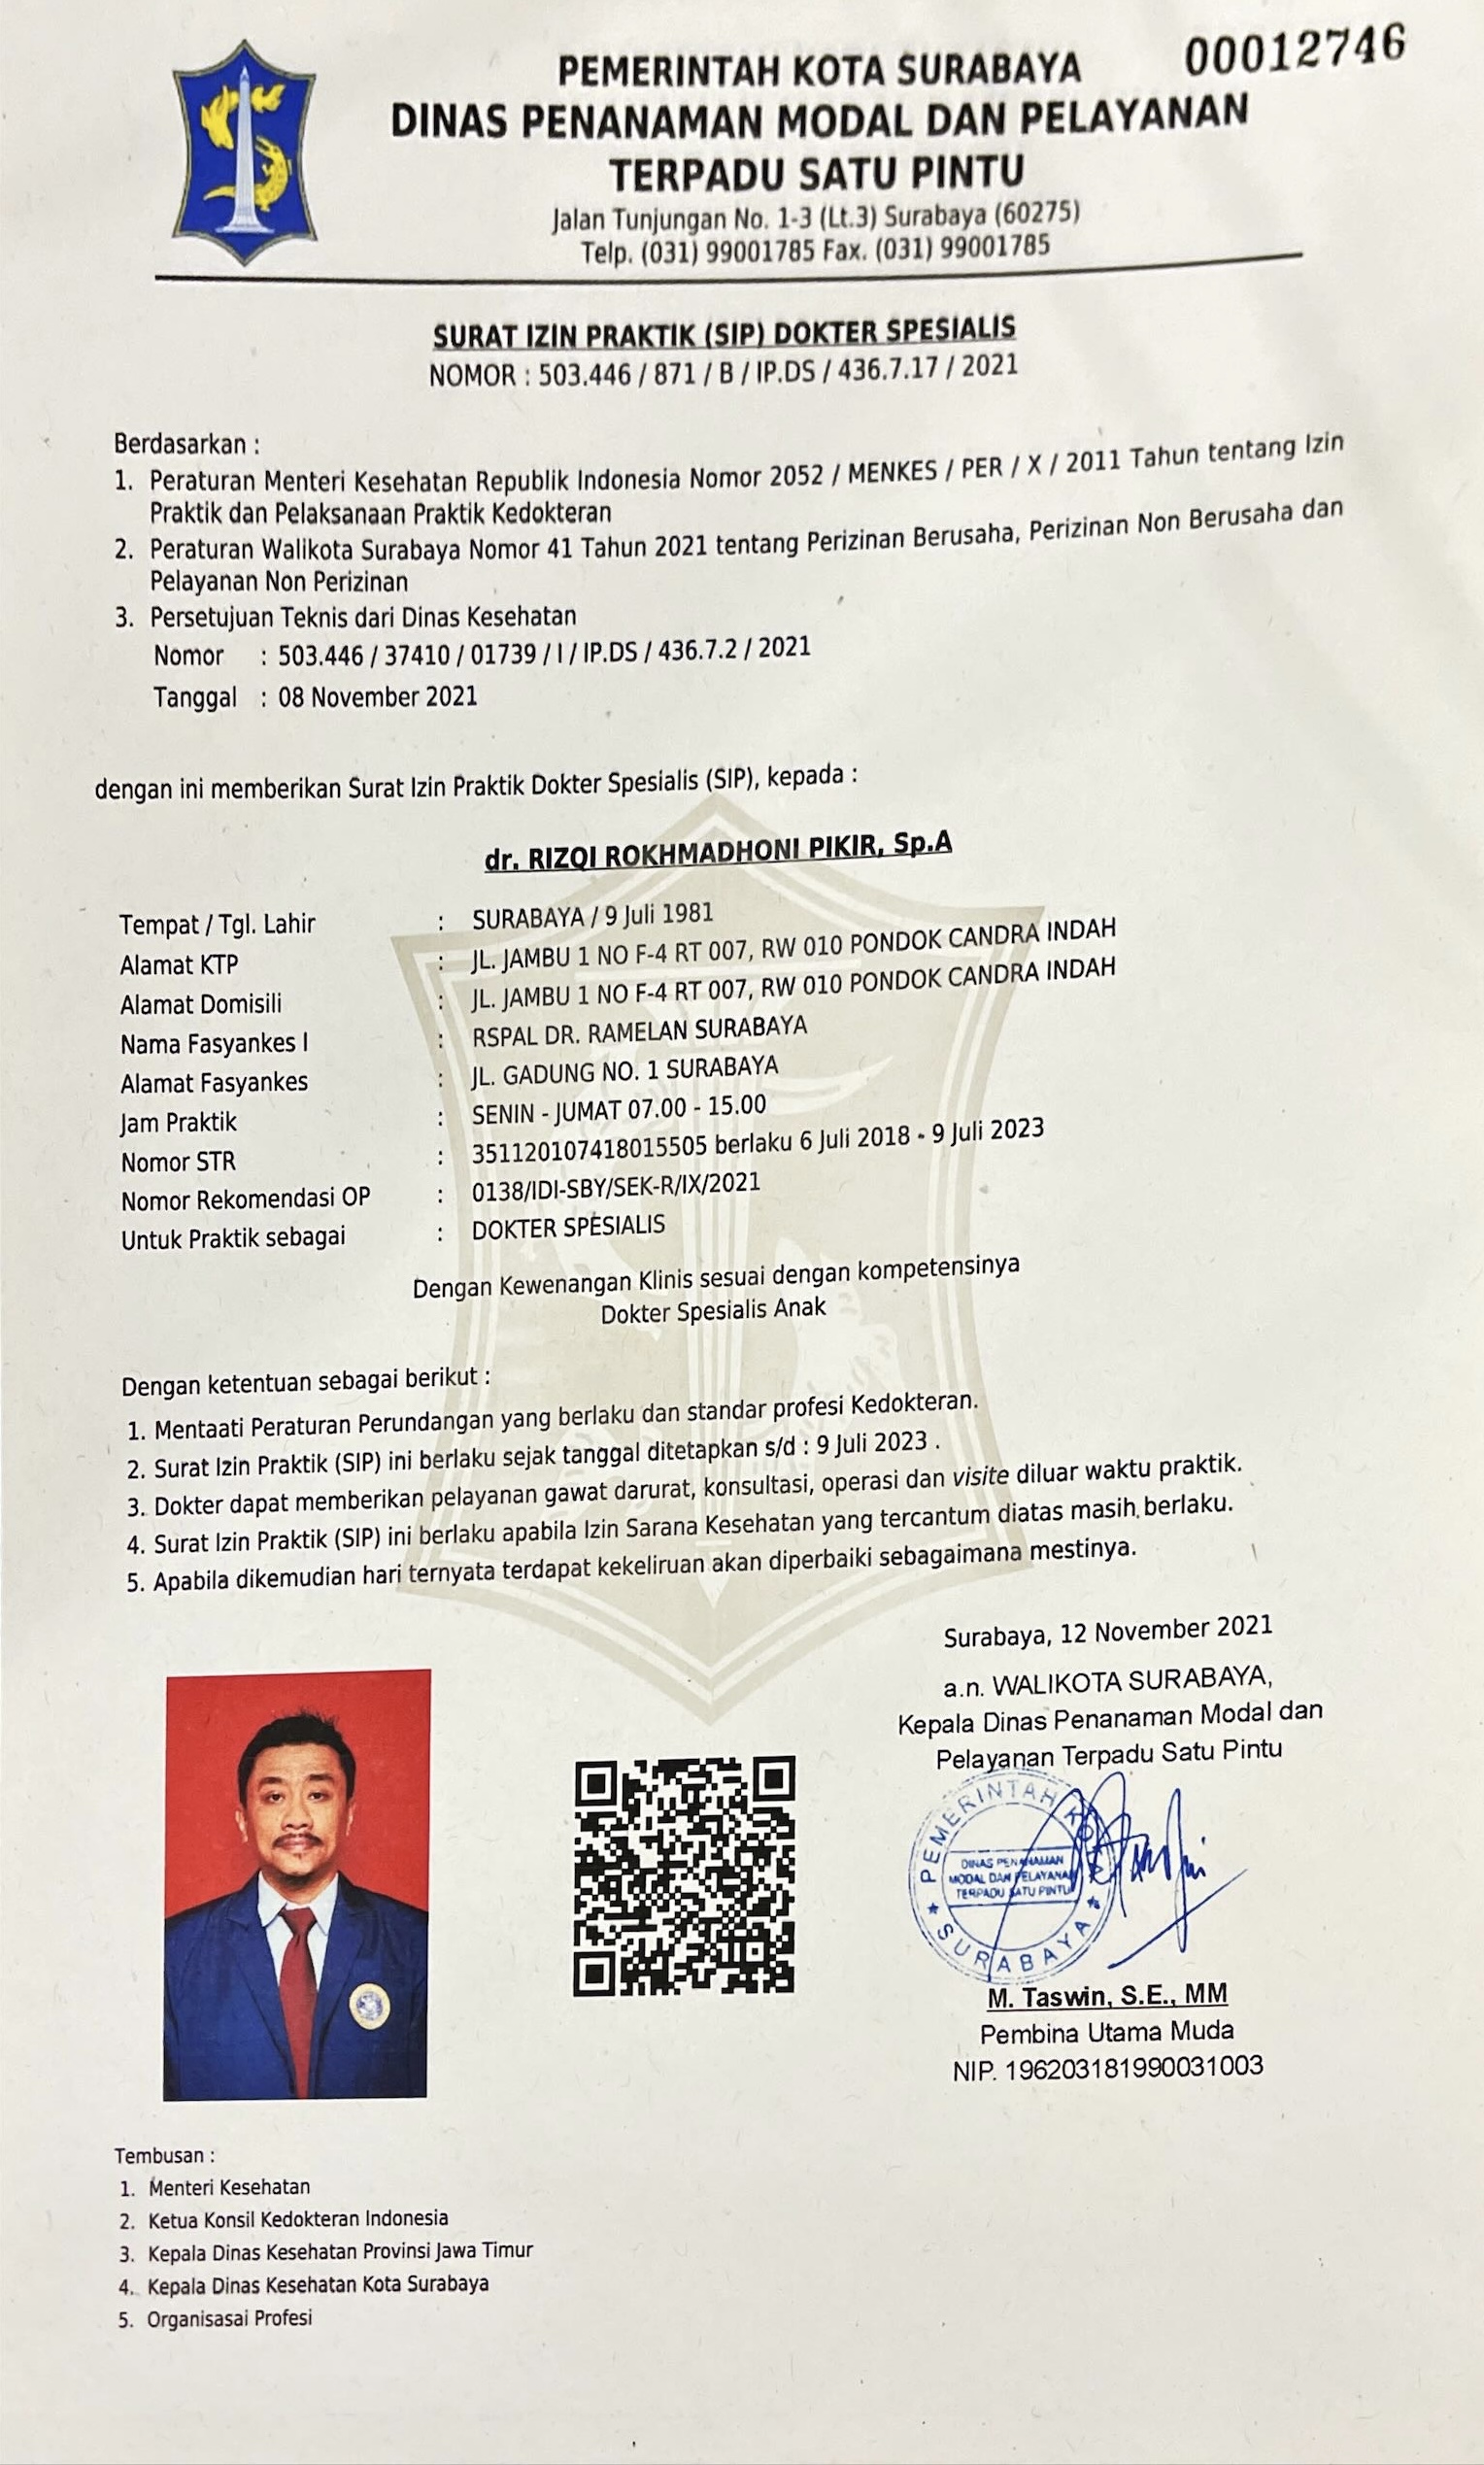 00012746
PEMERINTAH KOTA SURABAYA
DINAS PENANAMAN MODAL DAN PELAYANAN
TERPADU SATU PINTU
Jalan Tunjungan No. 1-3 (Lt.3) Surabaya (60275)
Telp. (031) 99001785 Fax. (031) 99001785
SURAT IZIN PRAKTIK (SIP) DOKTER SPESIALIS
NOMOR : 503.446 / 871 / B / IP.DS / 436.7.17 / 2021
Berdasarkan :
1. Peraturan Menteri Kesehatan Republik Indonesia Nomor 2052 / MENKES / PER / X / 2011 Tahun tentang Izin
Praktik dan Pelaksanaan Praktik Kedokteran
2. Peraturan Walikota Surabaya Nomor 41 Tahun 2021 tentang Perizinan Berusaha, Perizinan Non Berusaha dan
Pelayanan Non Perizinan
3. Persetujuan Teknis dari Dinas Kesehatan
Nomor : 503.446 / 37410 / 01739 / I / IP.DS / 436.7.2 / 2021
Tanggal : 08 November 2021
dengan ini memberikan Surat Izin Praktik Dokter Spesialis (SIP), kepada :
dr. RIZQI ROKHMADHONI PIKIR, Sp.A
Tempat / Tgl. Lahir : SURABAYA / 9 Juli 1981
Alamat KTP : JL. JAMBU 1 NO F-4 RT 007, RW 010 PONDOK CANDRA INDAH
Alamat Domisili : JL. JAMBU 1 NO F-4 RT 007, RW 010 PONDOK CANDRA INDAH
Nama Fasyankes I : RSPAL DR. RAMELAN SURABAYA
Alamat Fasyankes : JL. GADUNG NO. 1 SURABAYA
Jam Praktik : SENIN - JUMAT 07.00 - 15.00
Nomor STR : 351120107418015505 berlaku 6 Juli 2018 - 9 Juli 2023
Nomor Rekomendasi OP : 0138/IDI-SBY/SEK-R/IX/2021
Untuk Praktik sebagai : DOKTER SPESIALIS
Dengan Kewenangan Klinis sesuai dengan kompetensinya
Dokter Spesialis Anak
Dengan ketentuan sebagai berikut :
1. Mentaati Peraturan Perundangan yang berlaku dan standar profesi Kedokteran.
2. Surat Izin Praktik (SIP) ini berlaku sejak tanggal ditetapkan s/d : 9 Juli 2023 .
3. Dokter dapat memberikan pelayanan gawat darurat, konsultasi, operasi dan visite diluar waktu praktik.
4. Surat Izin Praktik (SIP) ini berlaku apabila Izin Sarana Kesehatan yang tercantum diatas masih berlaku.
5. Apabila dikemudian hari ternyata terdapat kekeliruan akan diperbaiki sebagaimana mestinya.
Surabaya, 12 November 2021
a.n. WALIKOTA SURABAYA,
Kepala Dinas Penanaman Modal dan
Pelayanan Terpadu Satu Pintu
PEMERINTAH KOTA
DINAS PENANAMAN
MODAL DAN PELAYANAN
TERPADU SATU PINTU
SURABAYA
M. Taswin, S.E., MM
Pembina Utama Muda
NIP. 196203181990031003
Tembusan :
1. Menteri Kesehatan
2. Ketua Konsil Kedokteran Indonesia
3. Kepala Dinas Kesehatan Provinsi Jawa Timur
4. Kepala Dinas Kesehatan Kota Surabaya
5. Organisasai Profesi